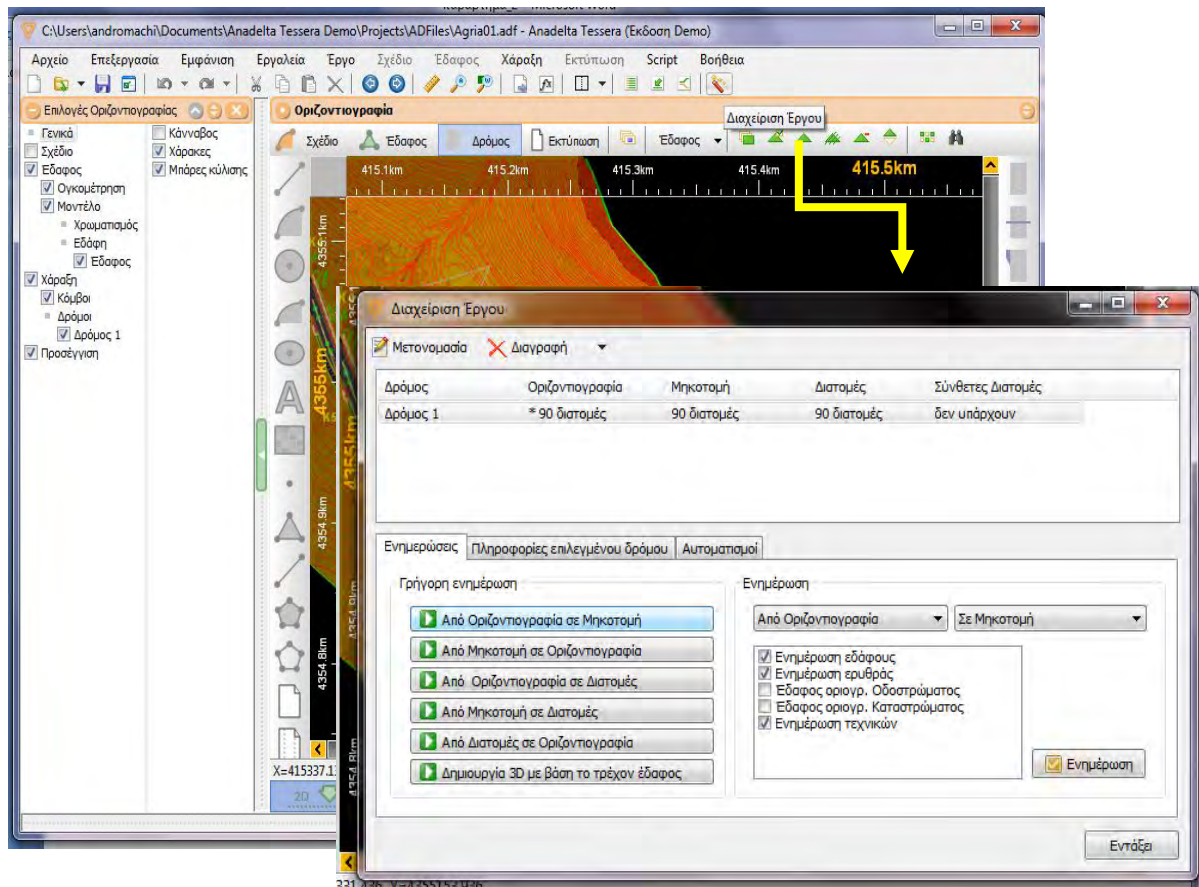 C:\Users\andromachi\Documents\Anadelta Tessera Demo\Projects\ADFiles\Agria01.adf - Anadelta Tessera (Έκδοση Demo)
Αρχείο Επεξεργασία Εμφάνιση Εργαλεία Έργο Σχέδιο Έδαφος Χάραξη Εκτύπωση Script Βοήθεια
Επιλογές Οριζοντιογραφίας
Γενικά
Σχέδιο
Έδαφος
Ογκομέτρηση
Μοντέλο
Χρωματισμός
Εδάφη
Έδαφος
Χάραξη
Κόμβοι
Δρόμοι
Δρόμος 1
Προσέγγιση
Κάνναβος
Χάρακες
Μπάρες κύλισης
Οριζοντιογραφία
Διαχείριση Έργου
Σχέδιο Έδαφος Δρόμος Εκτύπωση Έδαφος
415.1km 415.2km 415.3km 415.4km 415.5km
4355.1km
4355km
4354.9km
4354.8km
2D
Διαχείριση Έργου
Μετονομασία Διαγραφή
Δρόμος Οριζοντιογραφία Μηκοτομή Διατομές Σύνθετες Διατομές
Δρόμος 1 * 90 διατομές 90 διατομές 90 διατομές δεν υπάρχουν
Ενημερώσεις Πληροφορίες επιλεγμένου δρόμου Αυτοματισμοί
Γρήγορη ενημέρωση
Από Οριζοντιογραφία σε Μηκοτομή
Από Μηκοτομή σε Οριζοντιογραφία
Από Οριζοντιογραφία σε Διατομές
Από Μηκοτομή σε Διατομές
Από Διατομές σε Οριζοντιογραφία
Δημιουργία 3D με βάση το τρέχον έδαφος
Ενημέρωση
Από Οριζοντιογραφία Σε Μηκοτομή
Ενημέρωση εδάφους
Ενημέρωση ερυθράς
Έδαφος οριογρ. Οδοστρώματος
Έδαφος οριογρ. Καταστρώματος
Ενημέρωση τεχνικών
Ενημέρωση
Εντάξει